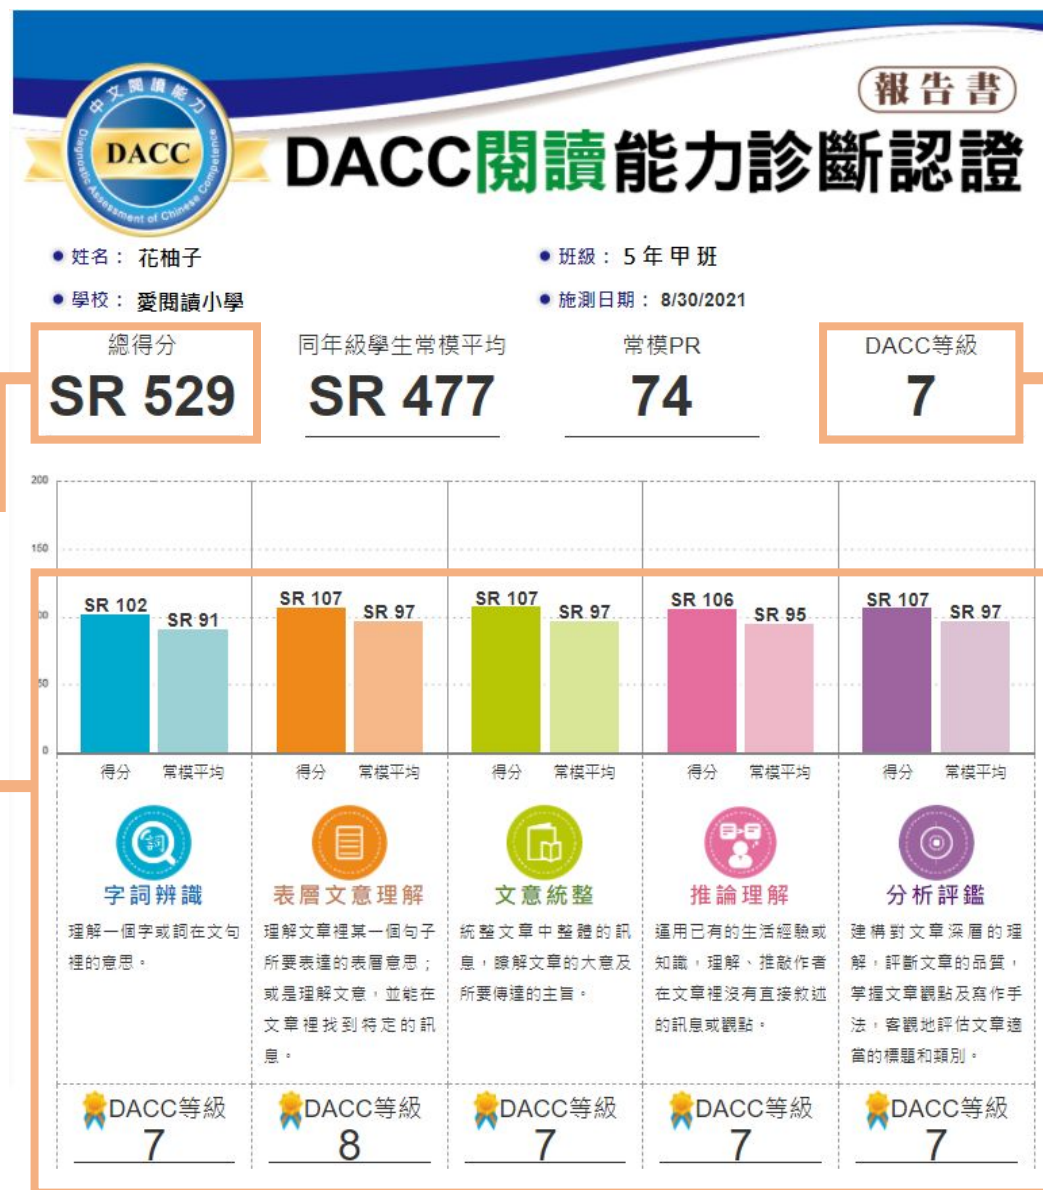 報告書
中文閱讀能力
DACC
Diagnostic Assessment of Chinese Competence
DACC閱讀能力診斷認證
姓名： 花柚子
班級： 5 年 甲 班
學校： 愛閱讀小學
施測日期： 8/30/2021
總得分
同年級學生常模平均
常模PR
DACC等級
SR 529
SR 477
74
7
200
150
00
50
0
SR 102
SR 91
SR 107
SR 97
SR 107
SR 97
SR 106
SR 95
SR 107
SR 97
得分 常模平均
得分 常模平均
得分 常模平均
得分 常模平均
得分 常模平均
詞
字詞辨識
理解一個字或詞在文句
裡的意思。
DACC等級
7
表層文意理解
理解文章裡某一個句子
所要表達的表層意思；
或是理解文意，並能在
文章裡找到特定的訊
息。
DACC等級
8
文意統整
統整文章中整體的訊
息，瞭解文章的大意及
所要傳達的主旨。
DACC等級
7
推論理解
運用已有的生活經驗或
知識，理解、推敲作者
在文章裡沒有直接敘述
的訊息或觀點。
DACC等級
7
分析評鑑
建構對文章深層的理
解，評斷文章的品質，
掌握文章觀點及寫作手
法，客觀地評估文章適
當的標題和類別。
DACC等級
7